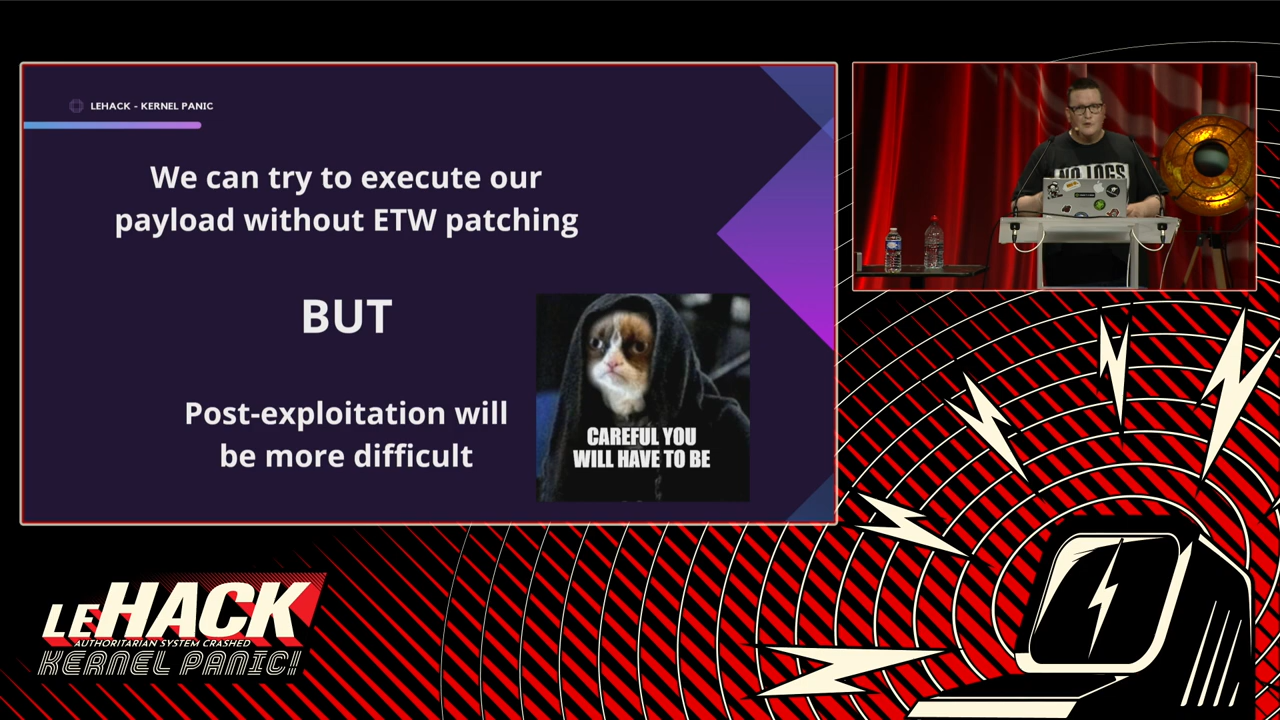 LEHACK - KERNEL PANIC
We can try to execute our
payload without ETW patching
BUT
Post-exploitation will
be more difficult
CAREFUL YOU
WILL HAVE TO BE
NO LOGS
LEHACK
AUTHORITARIAN SYSTEM CRASHED
KERNEL PANIC!